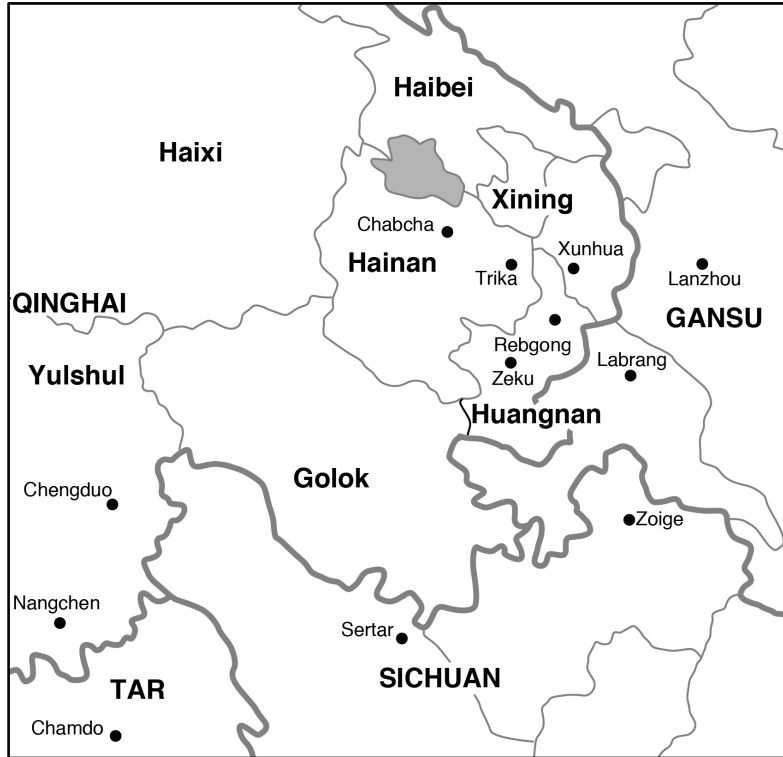 Haibei
Haixi
Xining
Chabcha
Xunhua
Hainan
Trika
Lanzhou
QINGHAI
GANSU
Rebgong
Labrang
Yulshul
Zeku
Huangnan
Golok
Chengduo
Zoige
Nangchen
Sertar
SICHUAN
TAR
Chamdo